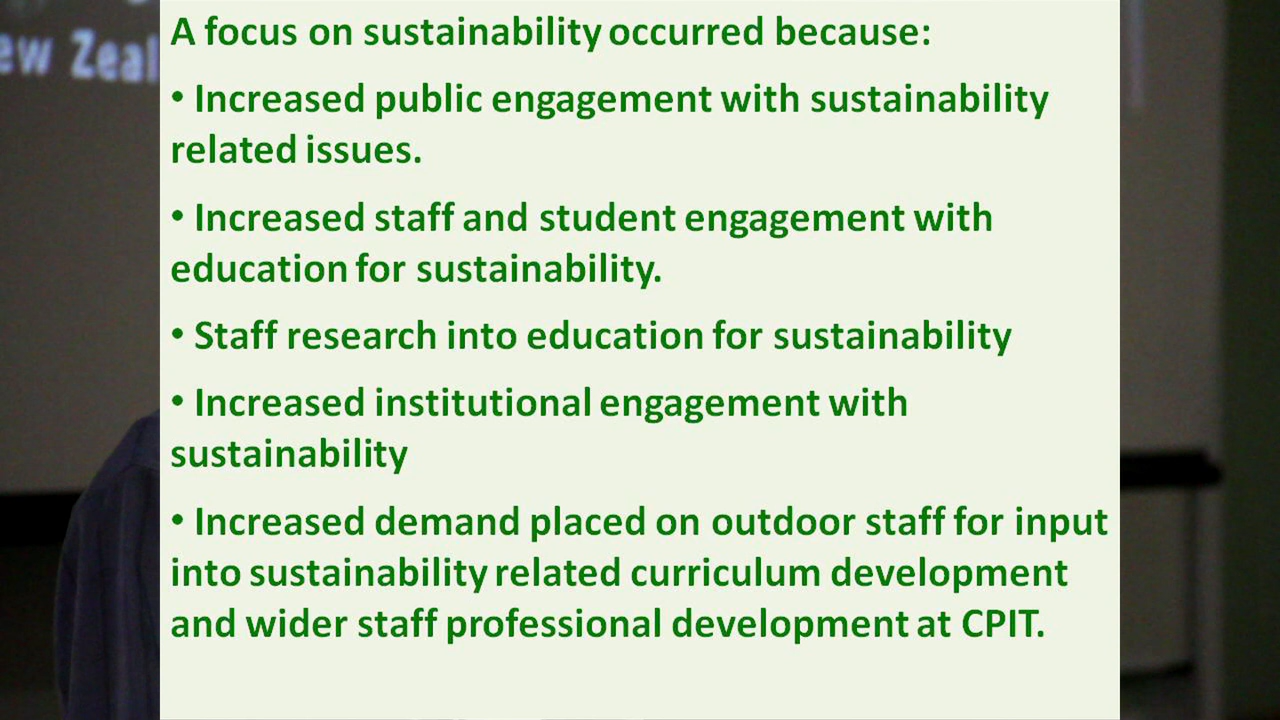 ew Zeal
A focus on sustainability occurred because:
• Increased public engagement with sustainability
related issues.
• Increased staff and student engagement with
education for sustainability.
• Staff research into education for sustainability
• Increased institutional engagement with
sustainability
• Increased demand placed on outdoor staff for input
into sustainability related curriculum development
and wider staff professional development at CPIT.